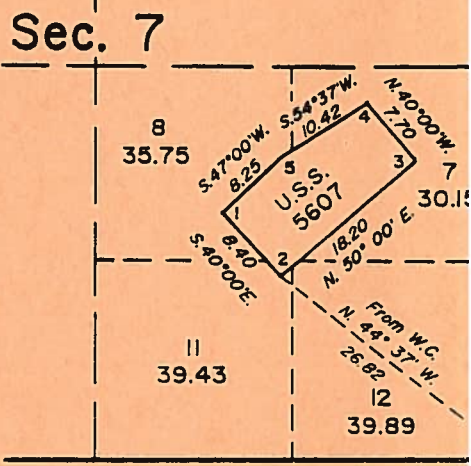 Sec. 7
8
35.75
S.47°00'W.
8.25
S.54°37'W.
10.42
N.40°00'W.
7.70
4
5
3
1
2
U.S.S.
5607
7
30.15
S.40°00'E.
8.40
18.20
N. 50° 00' E.
From W.C.
N. 44° 37' W.
26.82
11
39.43
12
39.89